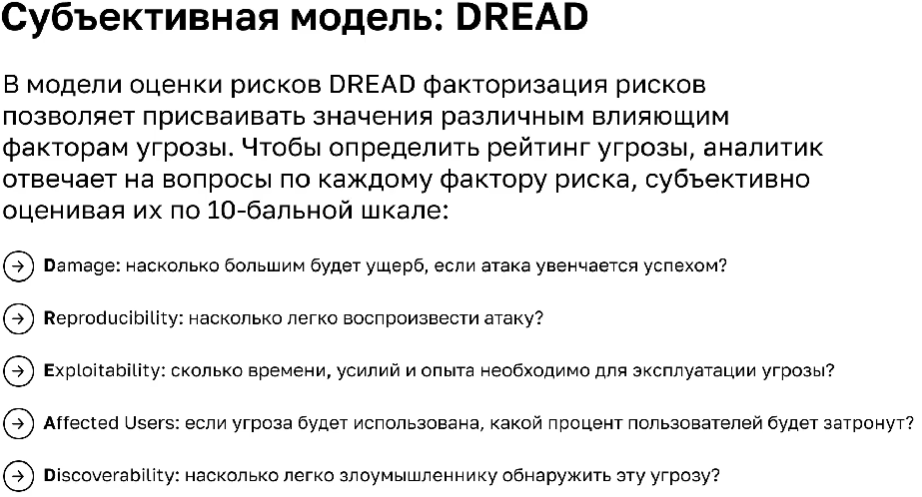 Субъективная модель: DREAD
В модели оценки рисков DREAD факторизация рисков
позволяет присваивать значения различным влияющим
факторам угрозы. Чтобы определить рейтинг угрозы, аналитик
отвечает на вопросы по каждому фактору риска, субъективно
оценивая их по 10-бальной шкале:
Damage: насколько большим будет ущерб, если атака увенчается успехом?
Reproducibility: насколько легко воспроизвести атаку?
Exploitability: сколько времени, усилий и опыта необходимо для эксплуатации угрозы?
Affected Users: если угроза будет использована, какой процент пользователей будет затронут?
Discoverability: насколько легко злоумышленнику обнаружить эту угрозу?